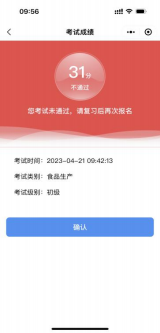 09:56
考试成绩
31分
不通过
您考试未通过，请复习后再次报名
考试时间：2023-04-21 09:42:13
考试类别：食品生产
考试级别：初级
确认